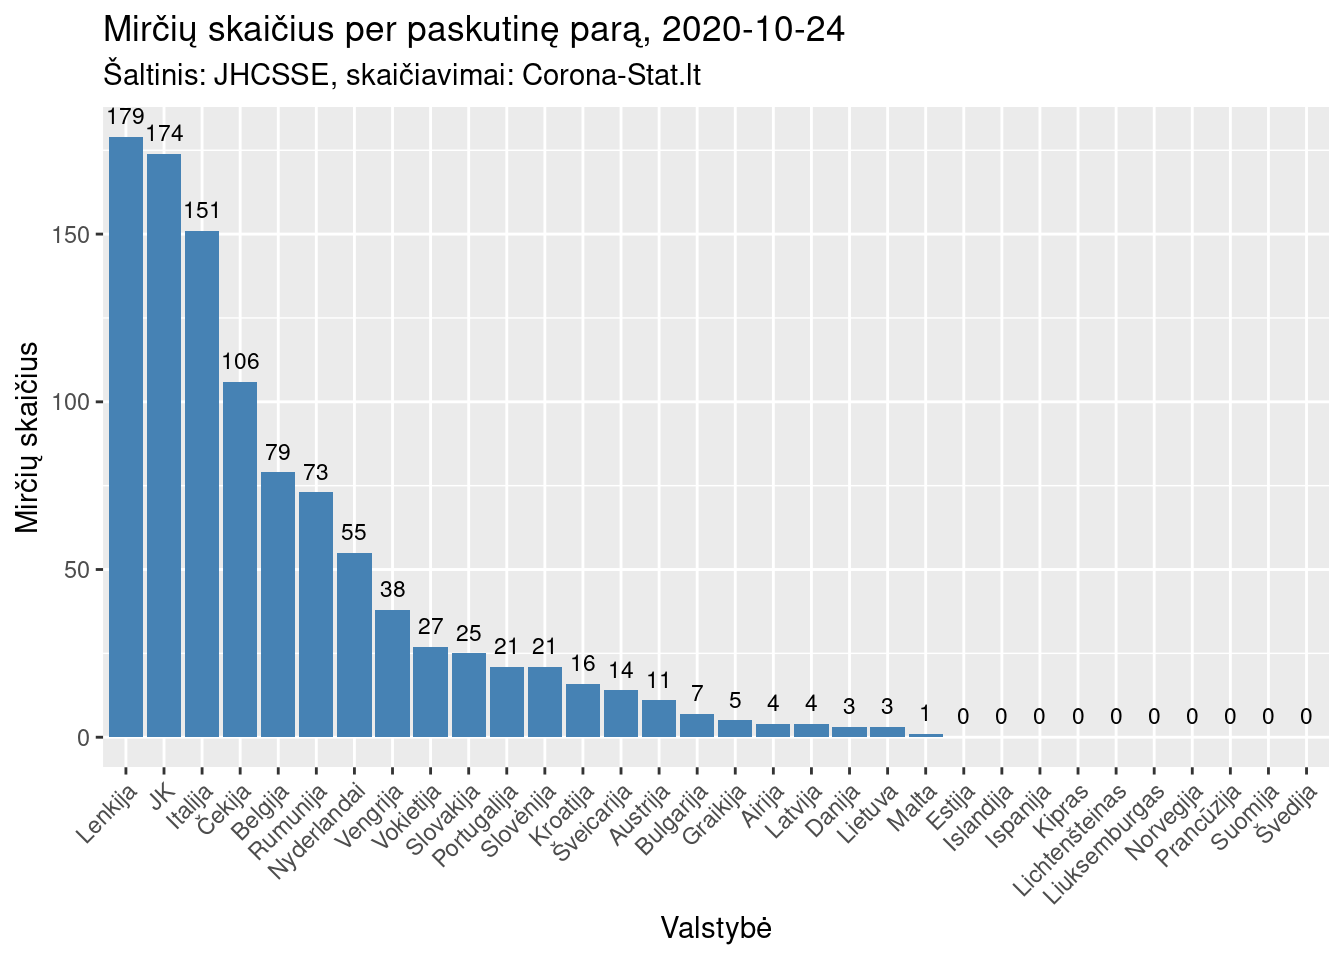 Mirčių skaičius per paskutinę parą, 2020-10-24
Šaltinis: JHCSSE, skaičiavimai: Corona-Stat.lt
Mirčių skaičius
150
100
50
0
179
174
151
106
79
73
55
38
27
25
21
21
16
14
11
7
5
4
4
3
3
1
0
0
0
0
0
0
0
0
0
0
Lenkija
JK
Italija
Čekija
Belgija
Rumunija
Nyderlandai
Vengrija
Vokietija
Slovakija
Portugalija
Slovėnija
Kroatija
Šveicarija
Austrija
Bulgarija
Graikija
Airija
Latvija
Danija
Lietuva
Malta
Estija
Islandija
Ispanija
Kipras
Lichtenšteinas
Liuksemburgas
Norvegija
Prancūzija
Suomija
Švedija
Valstybė